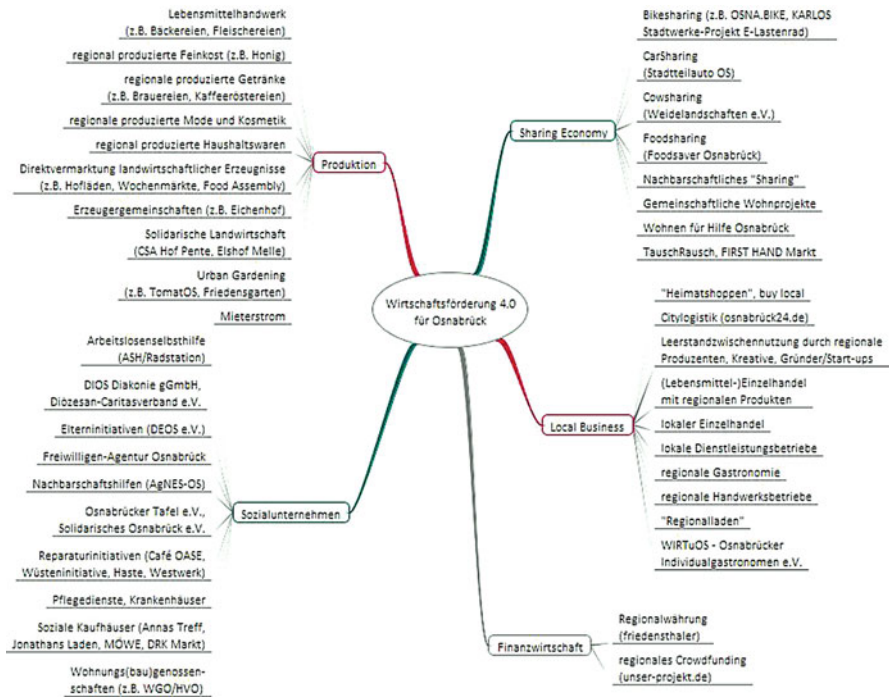 Wirtschaftsförderung 4.0
für Osnabrück
Produktion
Lebensmittelhandwerk
(z.B. Bäckereien, Fleischereien)
regional produzierte Feinkost (z.B. Honig)
regionale produzierte Getränke
(z.B. Brauereien, Kaffeeröstereien)
regionale produzierte Mode und Kosmetik
regional produzierte Haushaltswaren
Direktvermarktung landwirtschaftlicher Erzeugnisse
(z.B. Hofläden, Wochenmärkte, Food Assembly)
Erzeugergemeinschaften (z.B. Eichenhof)
Solidarische Landwirtschaft
(CSA Hof Pente, Elshof Melle)
Urban Gardening
(z.B. TomatOS, Friedensgarten)
Mieterstrom
Sozialunternehmen
Arbeitslosenselbsthilfe
(ASH/Radstation)
DIOS Diakonie gGmbH,
Diözesan-Caritasverband e.V.
Elterninitiativen (DEOS e.V.)
Freiwilligen-Agentur Osnabrück
Nachbarschaftshilfen (AgNES-OS)
Osnabrücker Tafel e.V.,
Solidarisches Osnabrück e.V.
Reparaturinitiativen (Café OASE,
Wüsteninitiative, Haste, Westwerk)
Pflegedienste, Krankenhäuser
Soziale Kaufhäuser (Annas Treff,
Jonathans Laden, MÖWE, DRK Markt)
Wohnungs(bau)genossen-
schaften (z.B. WGO/HVO)
Sharing Economy
Bikesharing (z.B. OSNA.BIKE, KARLOS
Stadtwerke-Projekt E-Lastenrad)
CarSharing
(Stadtteilauto OS)
Cowsharing
(Weidelandschaften e.V.)
Foodsharing
(Foodsaver Osnabrück)
Nachbarschaftliches "Sharing"
Gemeinschaftliche Wohnprojekte
Wohnen für Hilfe Osnabrück
TauschRausch, FIRST HAND Markt
Local Business
"Heimatshoppen", buy local
Citylogistik (osnabrück24.de)
Leerstandzwischennutzung durch regionale
Produzenten, Kreative, Gründer/Start-ups
(Lebensmittel-)Einzelhandel
mit regionalen Produkten
lokaler Einzelhandel
lokale Dienstleistungsbetriebe
regionale Gastronomie
regionale Handwerksbetriebe
"Regionalladen"
WIRTuOS - Osnabrücker
Individualgastronomen e.V.
Finanzwirtschaft
Regionalwährung
(friedensthaler)
regionales Crowdfunding
(unser-projekt.de)